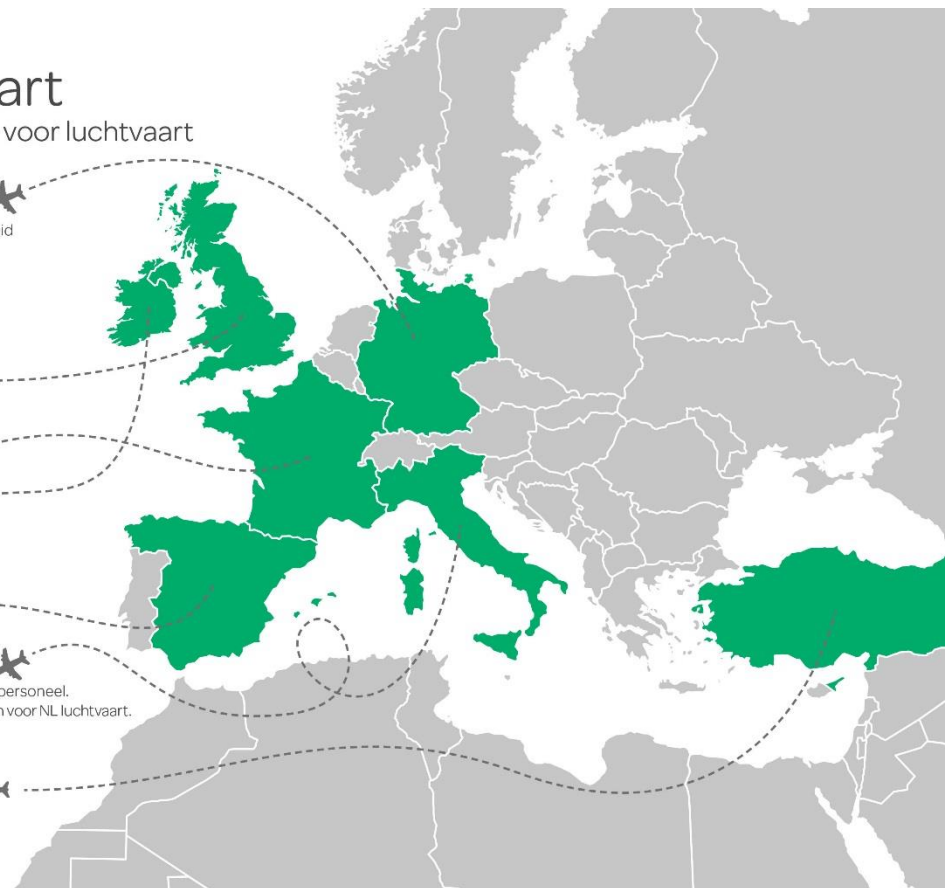 art
voor luchtvaart
id
personeel.
n voor NL luchtvaart.